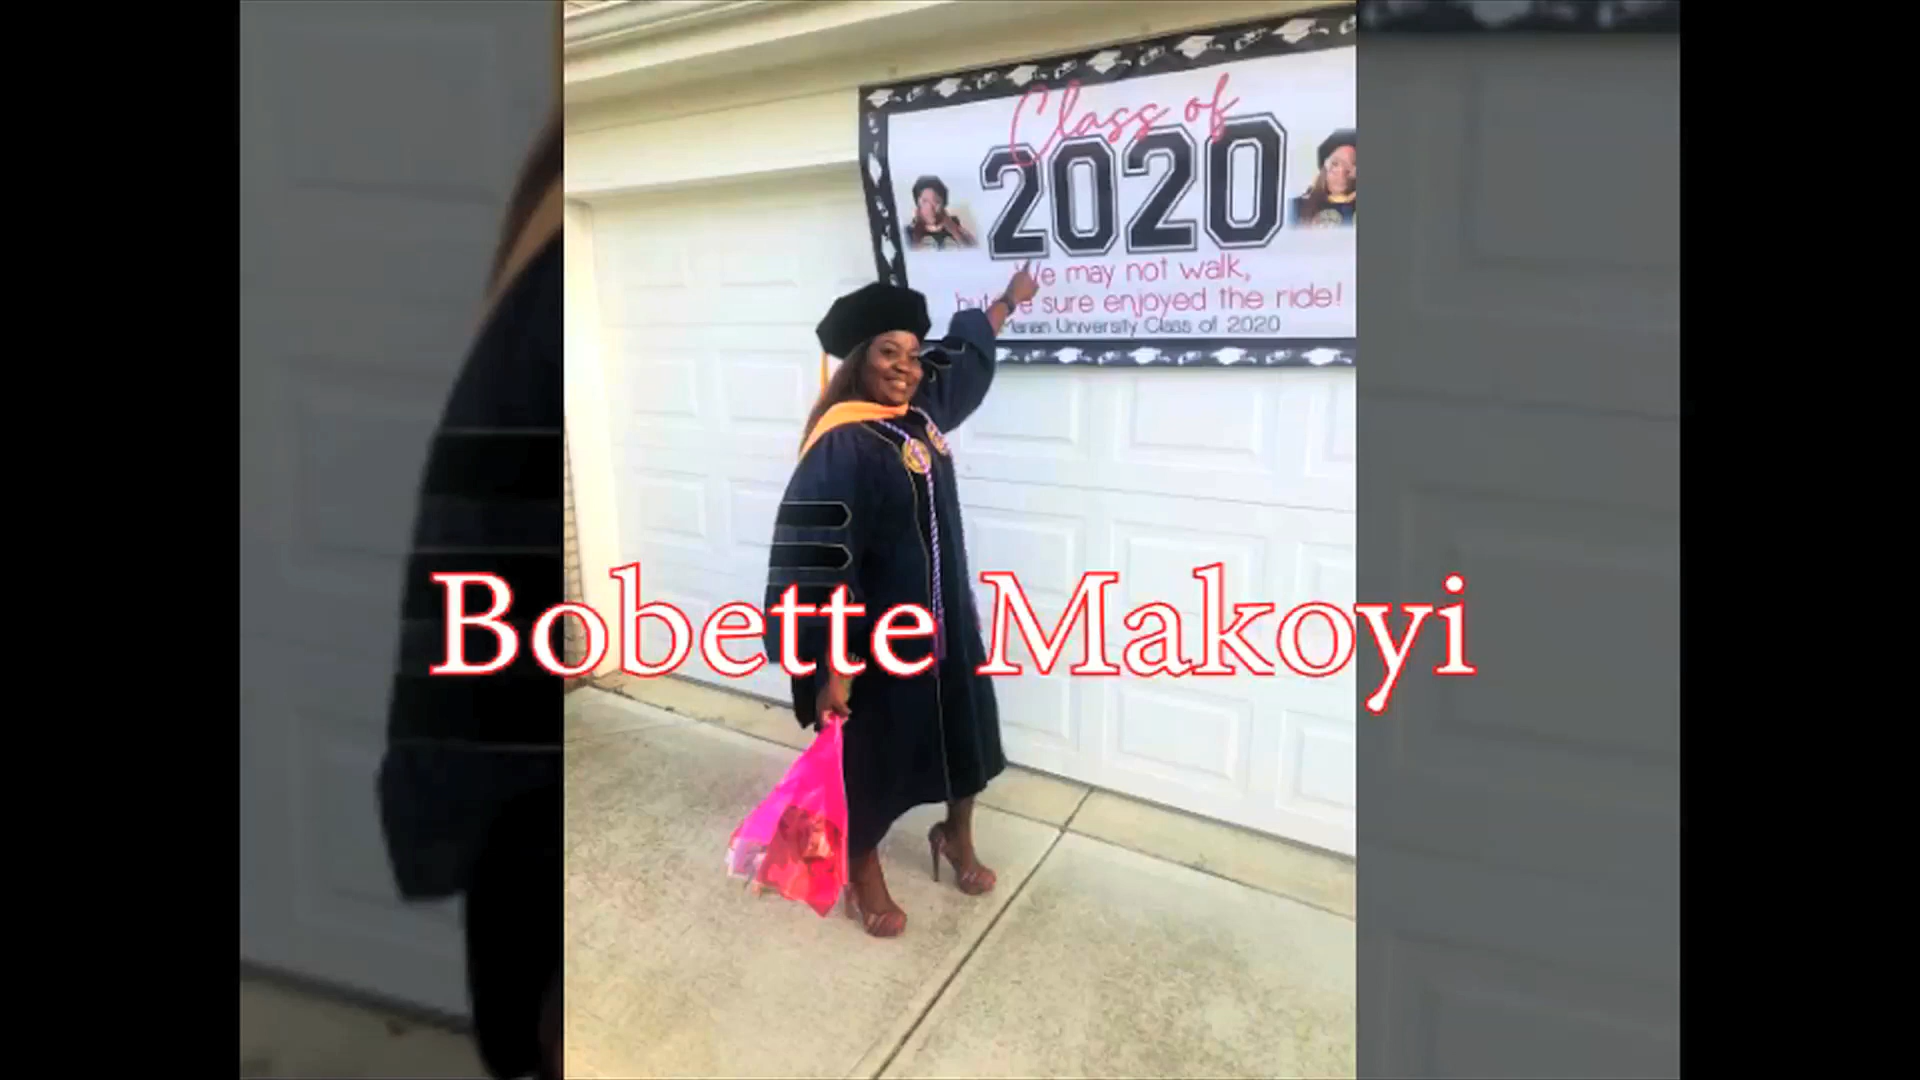 Class of
2020
We may not walk,
but we sure enjoyed the ride!
Marian University Class of 2020
Bobette Makoyi